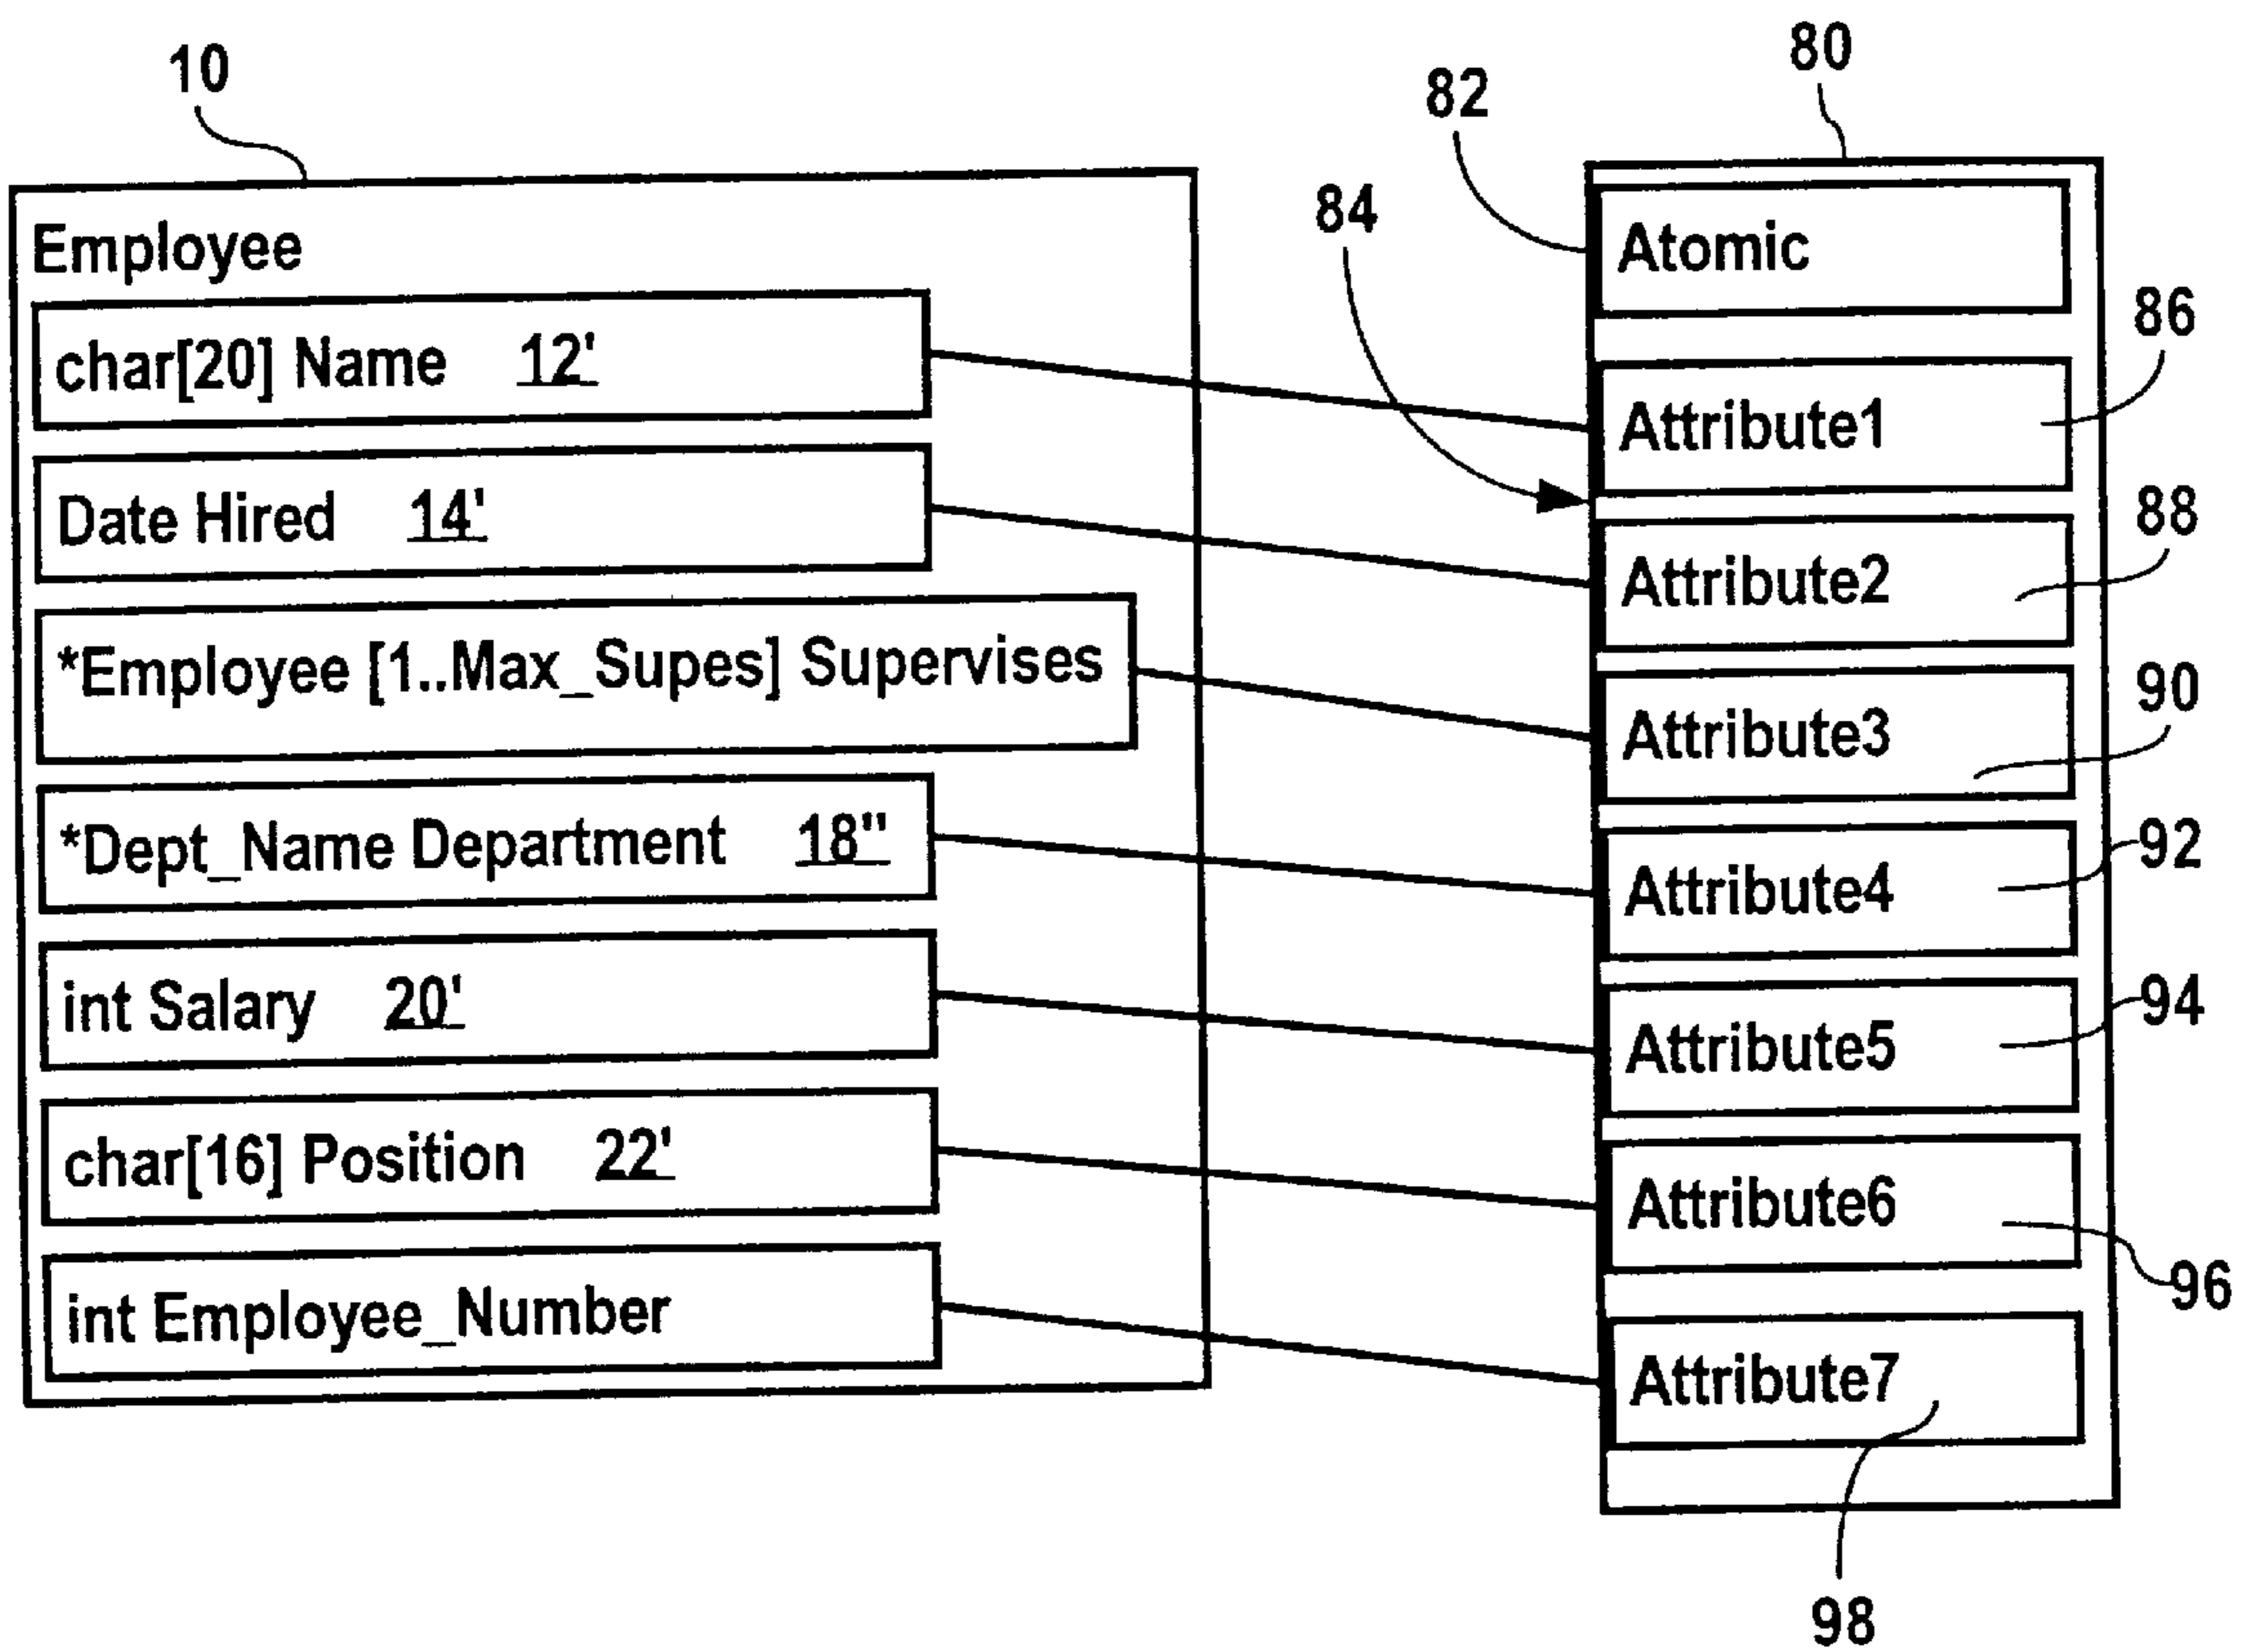 10
80
82
84
Employee
Atomic
86
char[20] Name 12'
Attribute1
88
Date Hired 14'
Attribute2
*Employee [1..Max_Supes] Supervises
90
Attribute3
*Dept_Name Department 18"
92
Attribute4
int Salary 20'
94
Attribute5
char[16] Position 22'
Attribute6
96
int Employee_Number
Attribute7
98